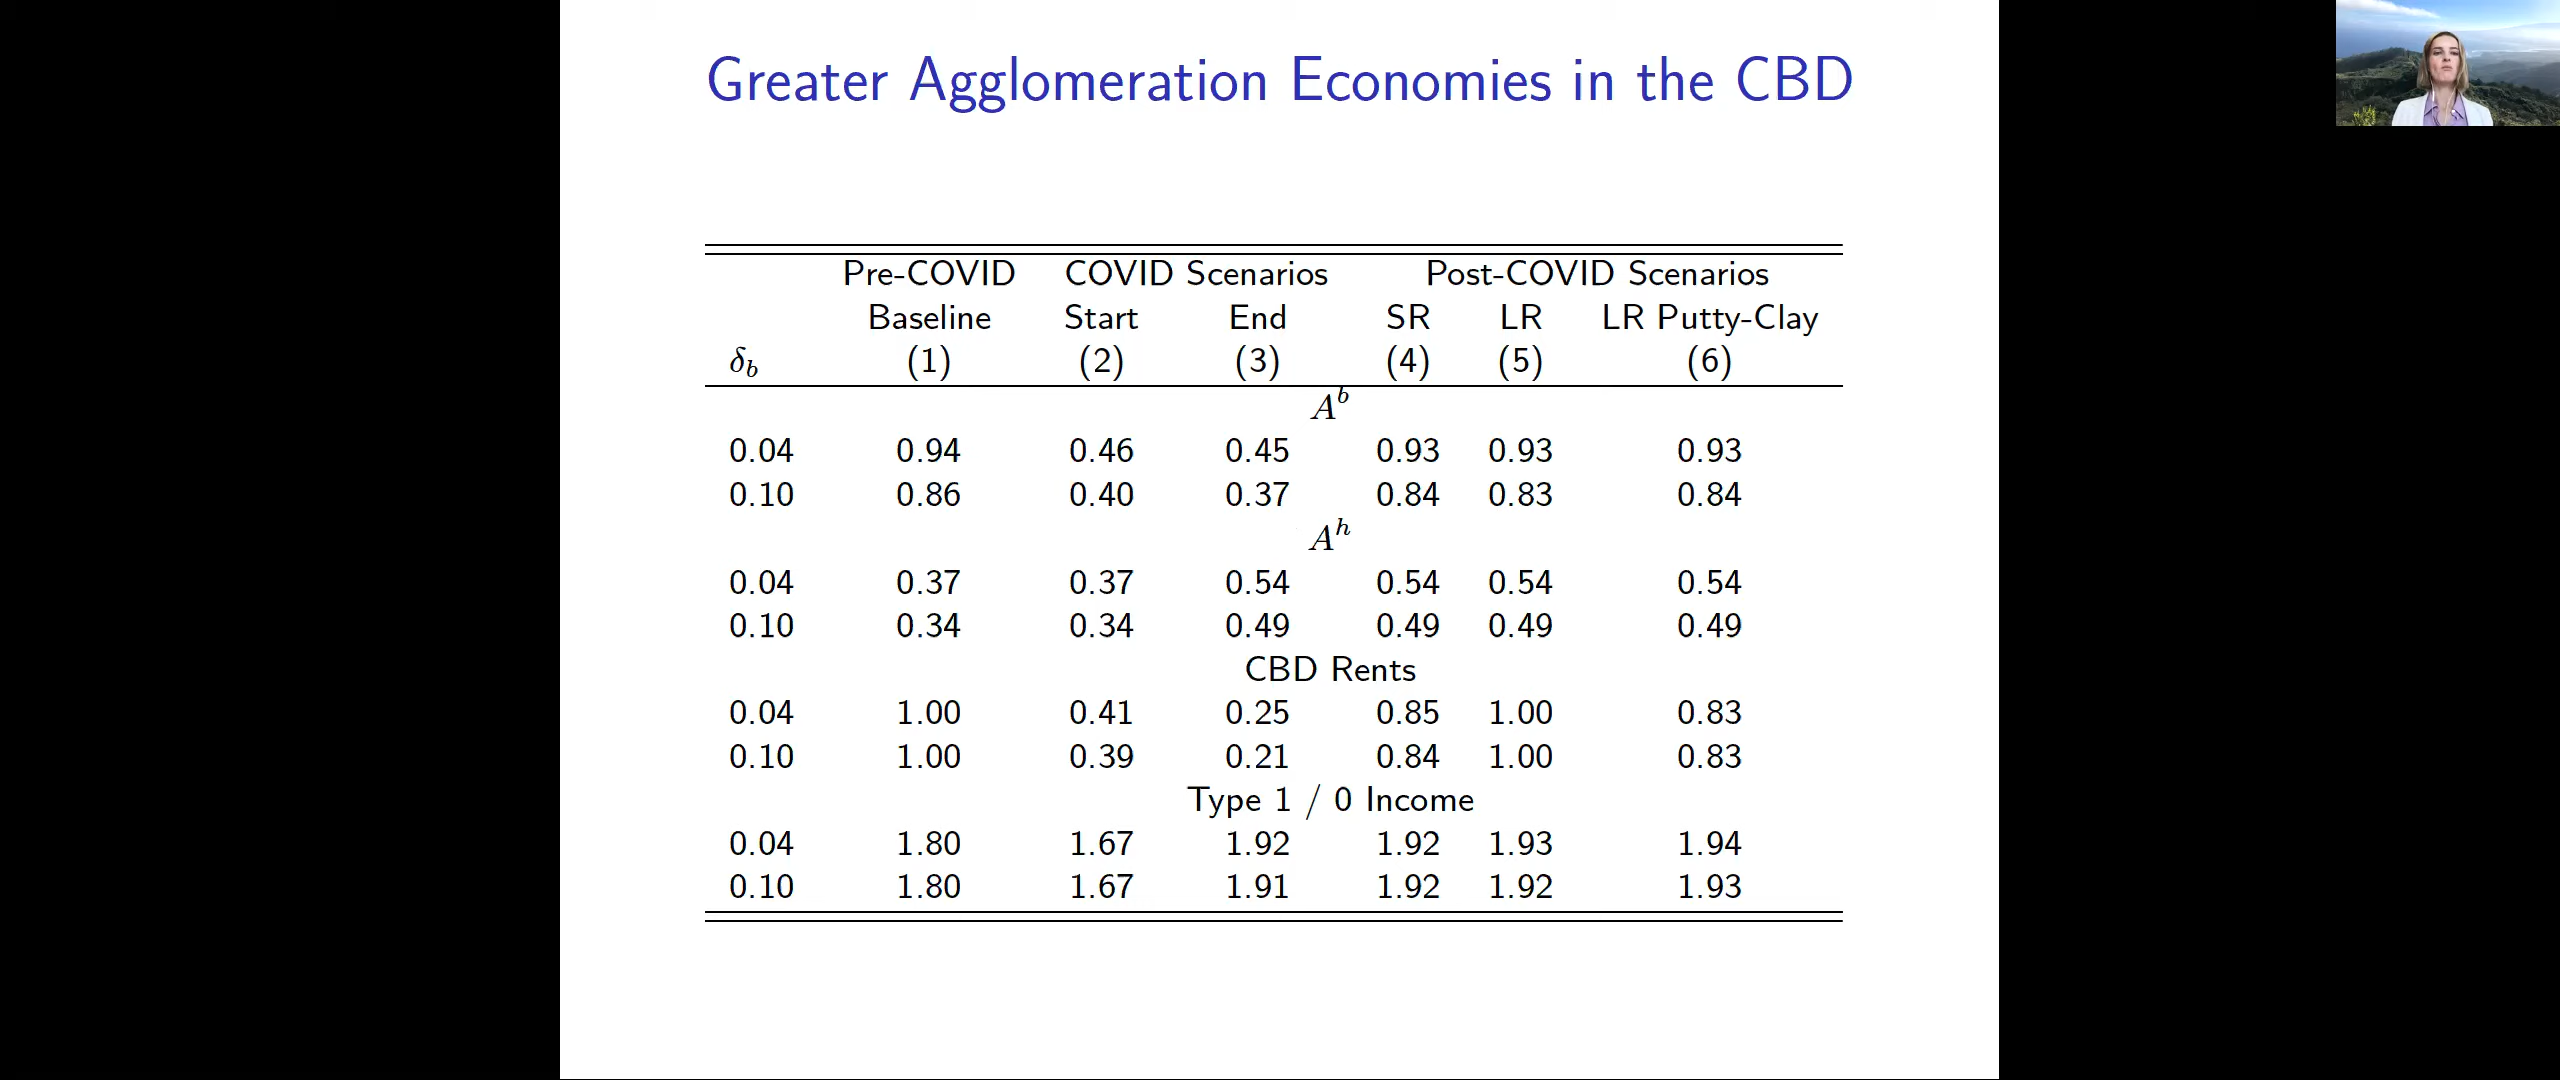 Greater Agglomeration Economies in the CBD
Pre-COVID COVID Scenarios Post-COVID Scenarios
Baseline Start End SR LR LR Putty-Clay
δ_b (1) (2) (3) (4) (5) (6)
A^b
0.04 0.94 0.46 0.45 0.93 0.93 0.93
0.10 0.86 0.40 0.37 0.84 0.83 0.84
A^h
0.04 0.37 0.37 0.54 0.54 0.54 0.54
0.10 0.34 0.34 0.49 0.49 0.49 0.49
CBD Rents
0.04 1.00 0.41 0.25 0.85 1.00 0.83
0.10 1.00 0.39 0.21 0.84 1.00 0.83
Type 1 / 0 Income
0.04 1.80 1.67 1.92 1.92 1.93 1.94
0.10 1.80 1.67 1.91 1.92 1.92 1.93